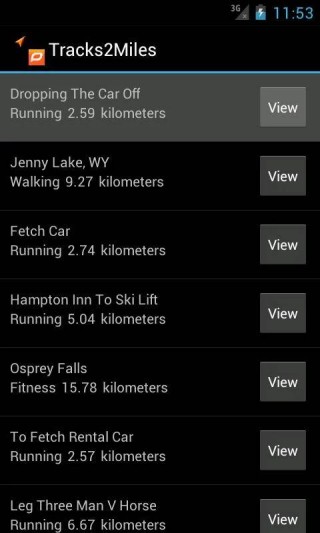 3G 11:53
Tracks2Miles
Dropping The Car Off
Running 2.59 kilometers
View
Jenny Lake, WY
Walking 9.27 kilometers
View
Fetch Car
Running 2.74 kilometers
View
Hampton Inn To Ski Lift
Running 5.04 kilometers
View
Osprey Falls
Fitness 15.78 kilometers
View
To Fetch Rental Car
Running 2.57 kilometers
View
Leg Three Man V Horse
Running 6.67 kilometers
View